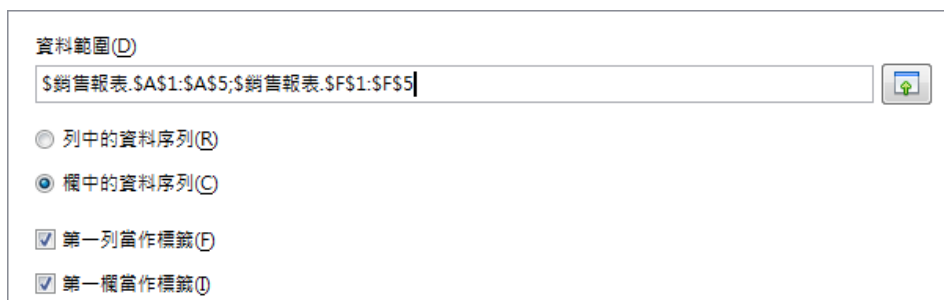 資料範圍(D)
$銷售報表.$A$1:$A$5;$銷售報表.$F$1:$F$5
列中的資料序列(R)
欄中的資料序列(C)
第一列當作標籤(F)
第一欄當作標籤(I)